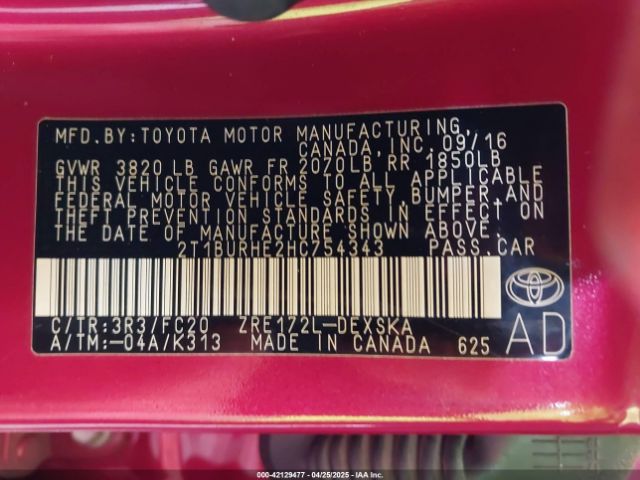 MFD.BY:TOYOTA MOTOR MANUFACTURING,
CANADA, INC. 09/16
GVWR 3820 LB GAWR FR 2070LB RR 1850LB
THIS VEHICLE CONFORMS TO ALL APPLICABLE
FEDERAL MOTOR VEHICLE SAFETY, BUMPER, AND
THEFT PREVENTION STANDARDS IN EFFECT ON
THE DATE OF MANUFACTURE SHOWN ABOVE.
2T1BURHE2HC754343 PASS.CAR
C/TR:3R3/FC20 ZRE172L-DEXSKA
A/TM:-04A/K313 MADE IN CANADA 625
AD
000-42129477 - 04/25/2025 - IAA Inc.